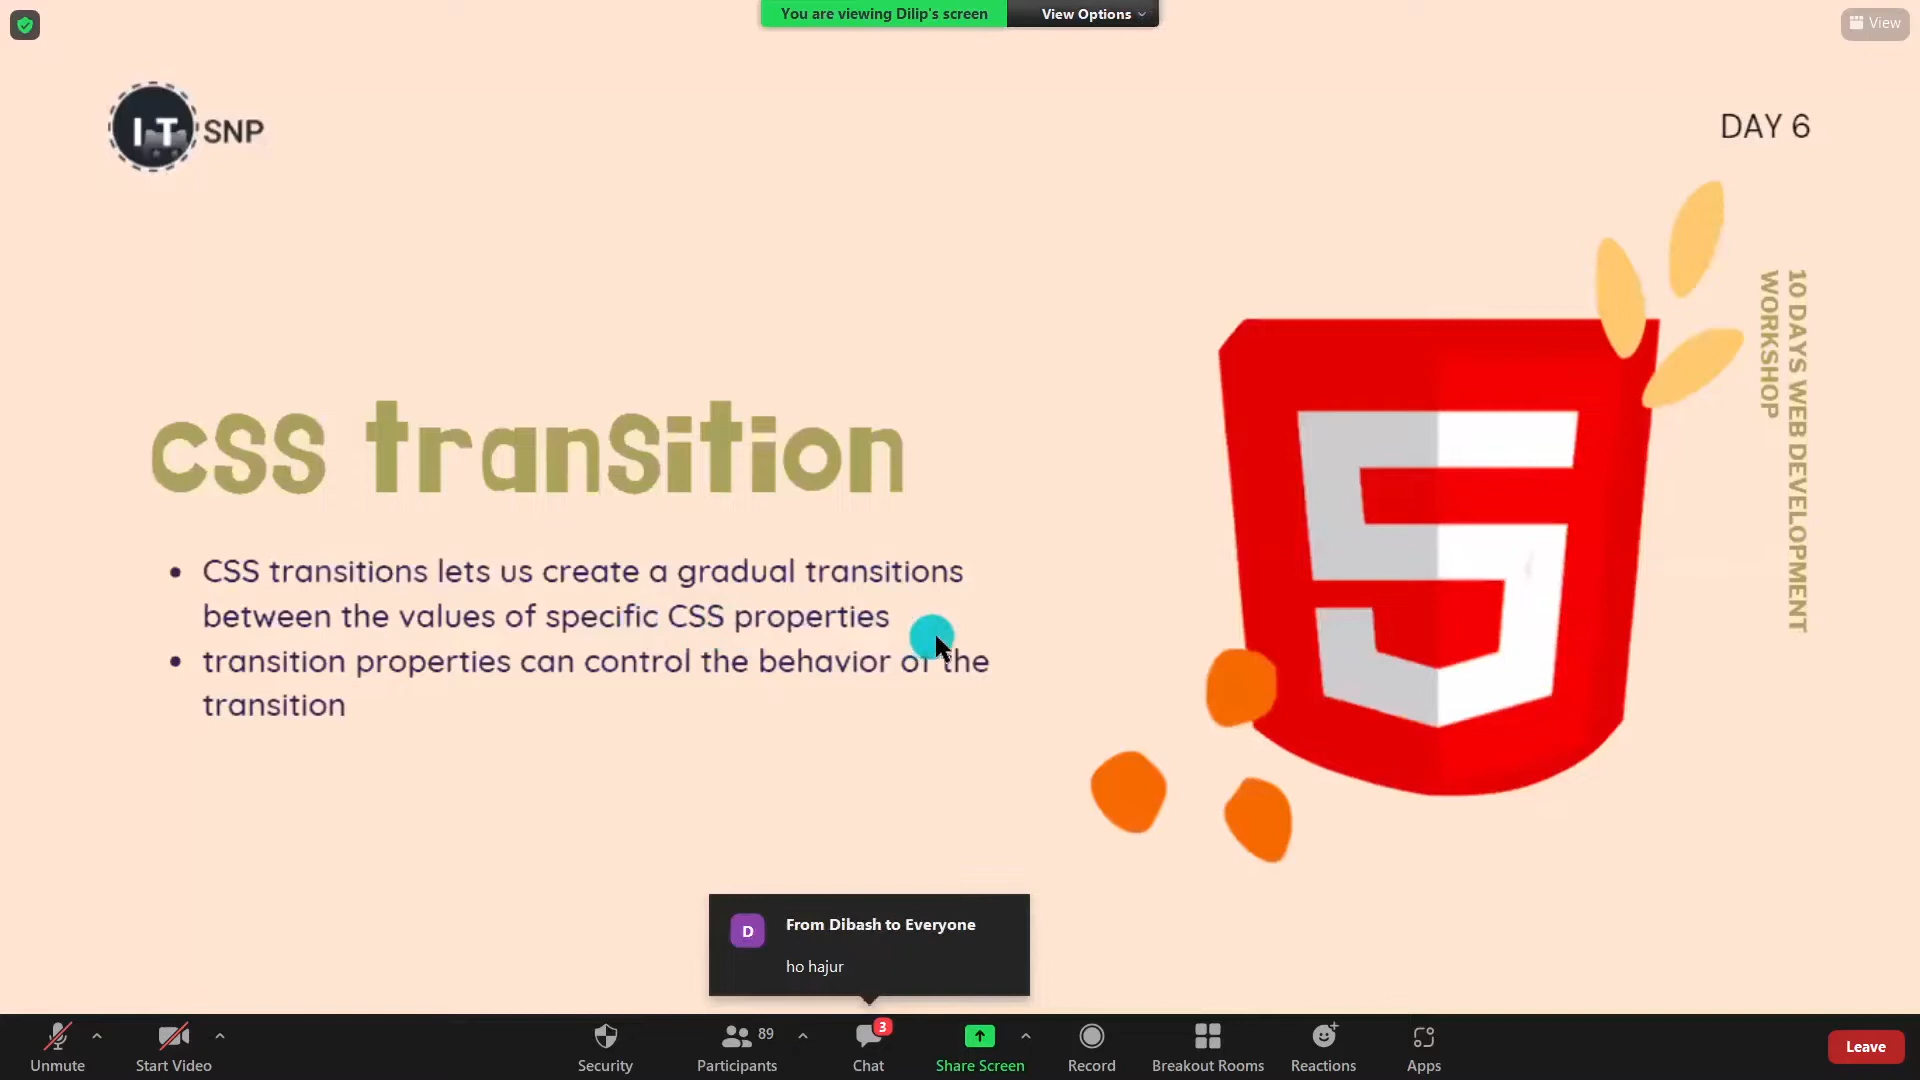 You are viewing Dilip's screen
View Options
View
IT SNP
DAY 6
10 DAYS WEB DEVELOPMENT
WORKSHOP
css transition
• CSS transitions lets us create a gradual transitions
between the values of specific CSS properties
• transition properties can control the behavior of the
transition
D
From Dibash to Everyone
ho hajur
Unmute
Start Video
Security
Participants 89
Chat 3
Share Screen
Record
Breakout Rooms
Reactions
Apps
Leave